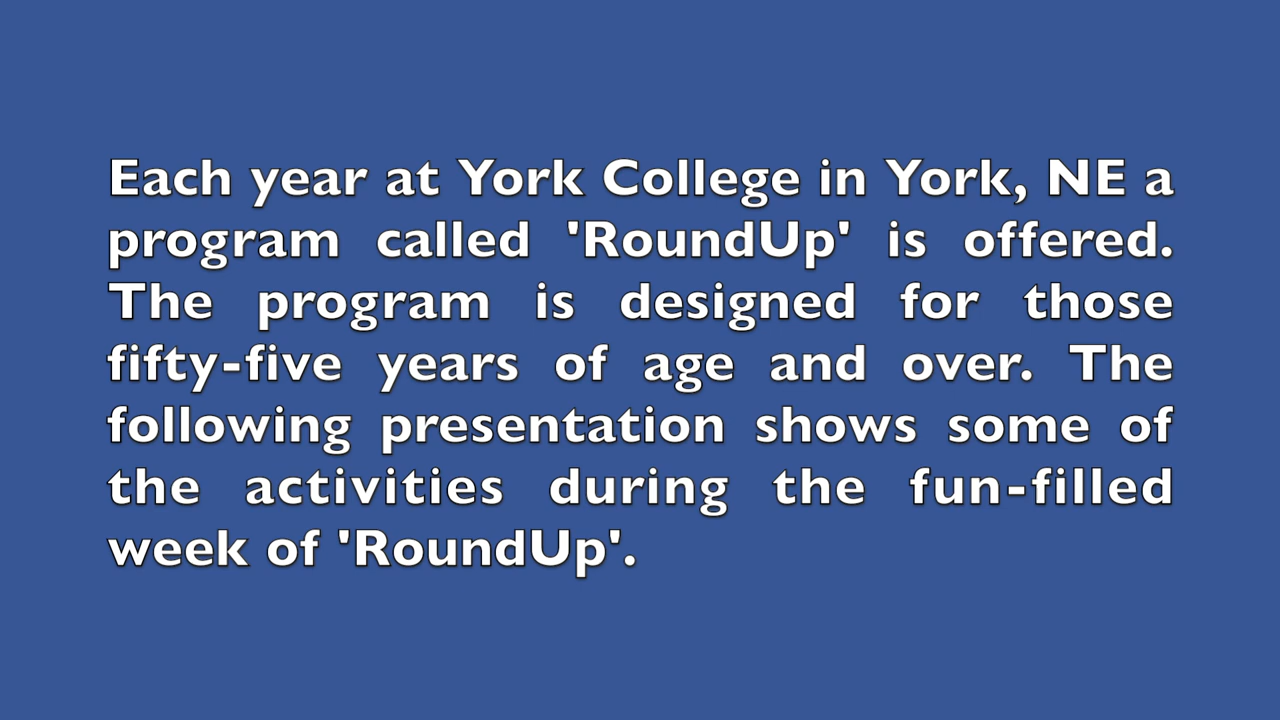 Each year at York College in York, NE a
program called 'RoundUp' is offered.
The program is designed for those
fifty-five years of age and over. The
following presentation shows some of
the activities during the fun-filled
week of 'RoundUp'.